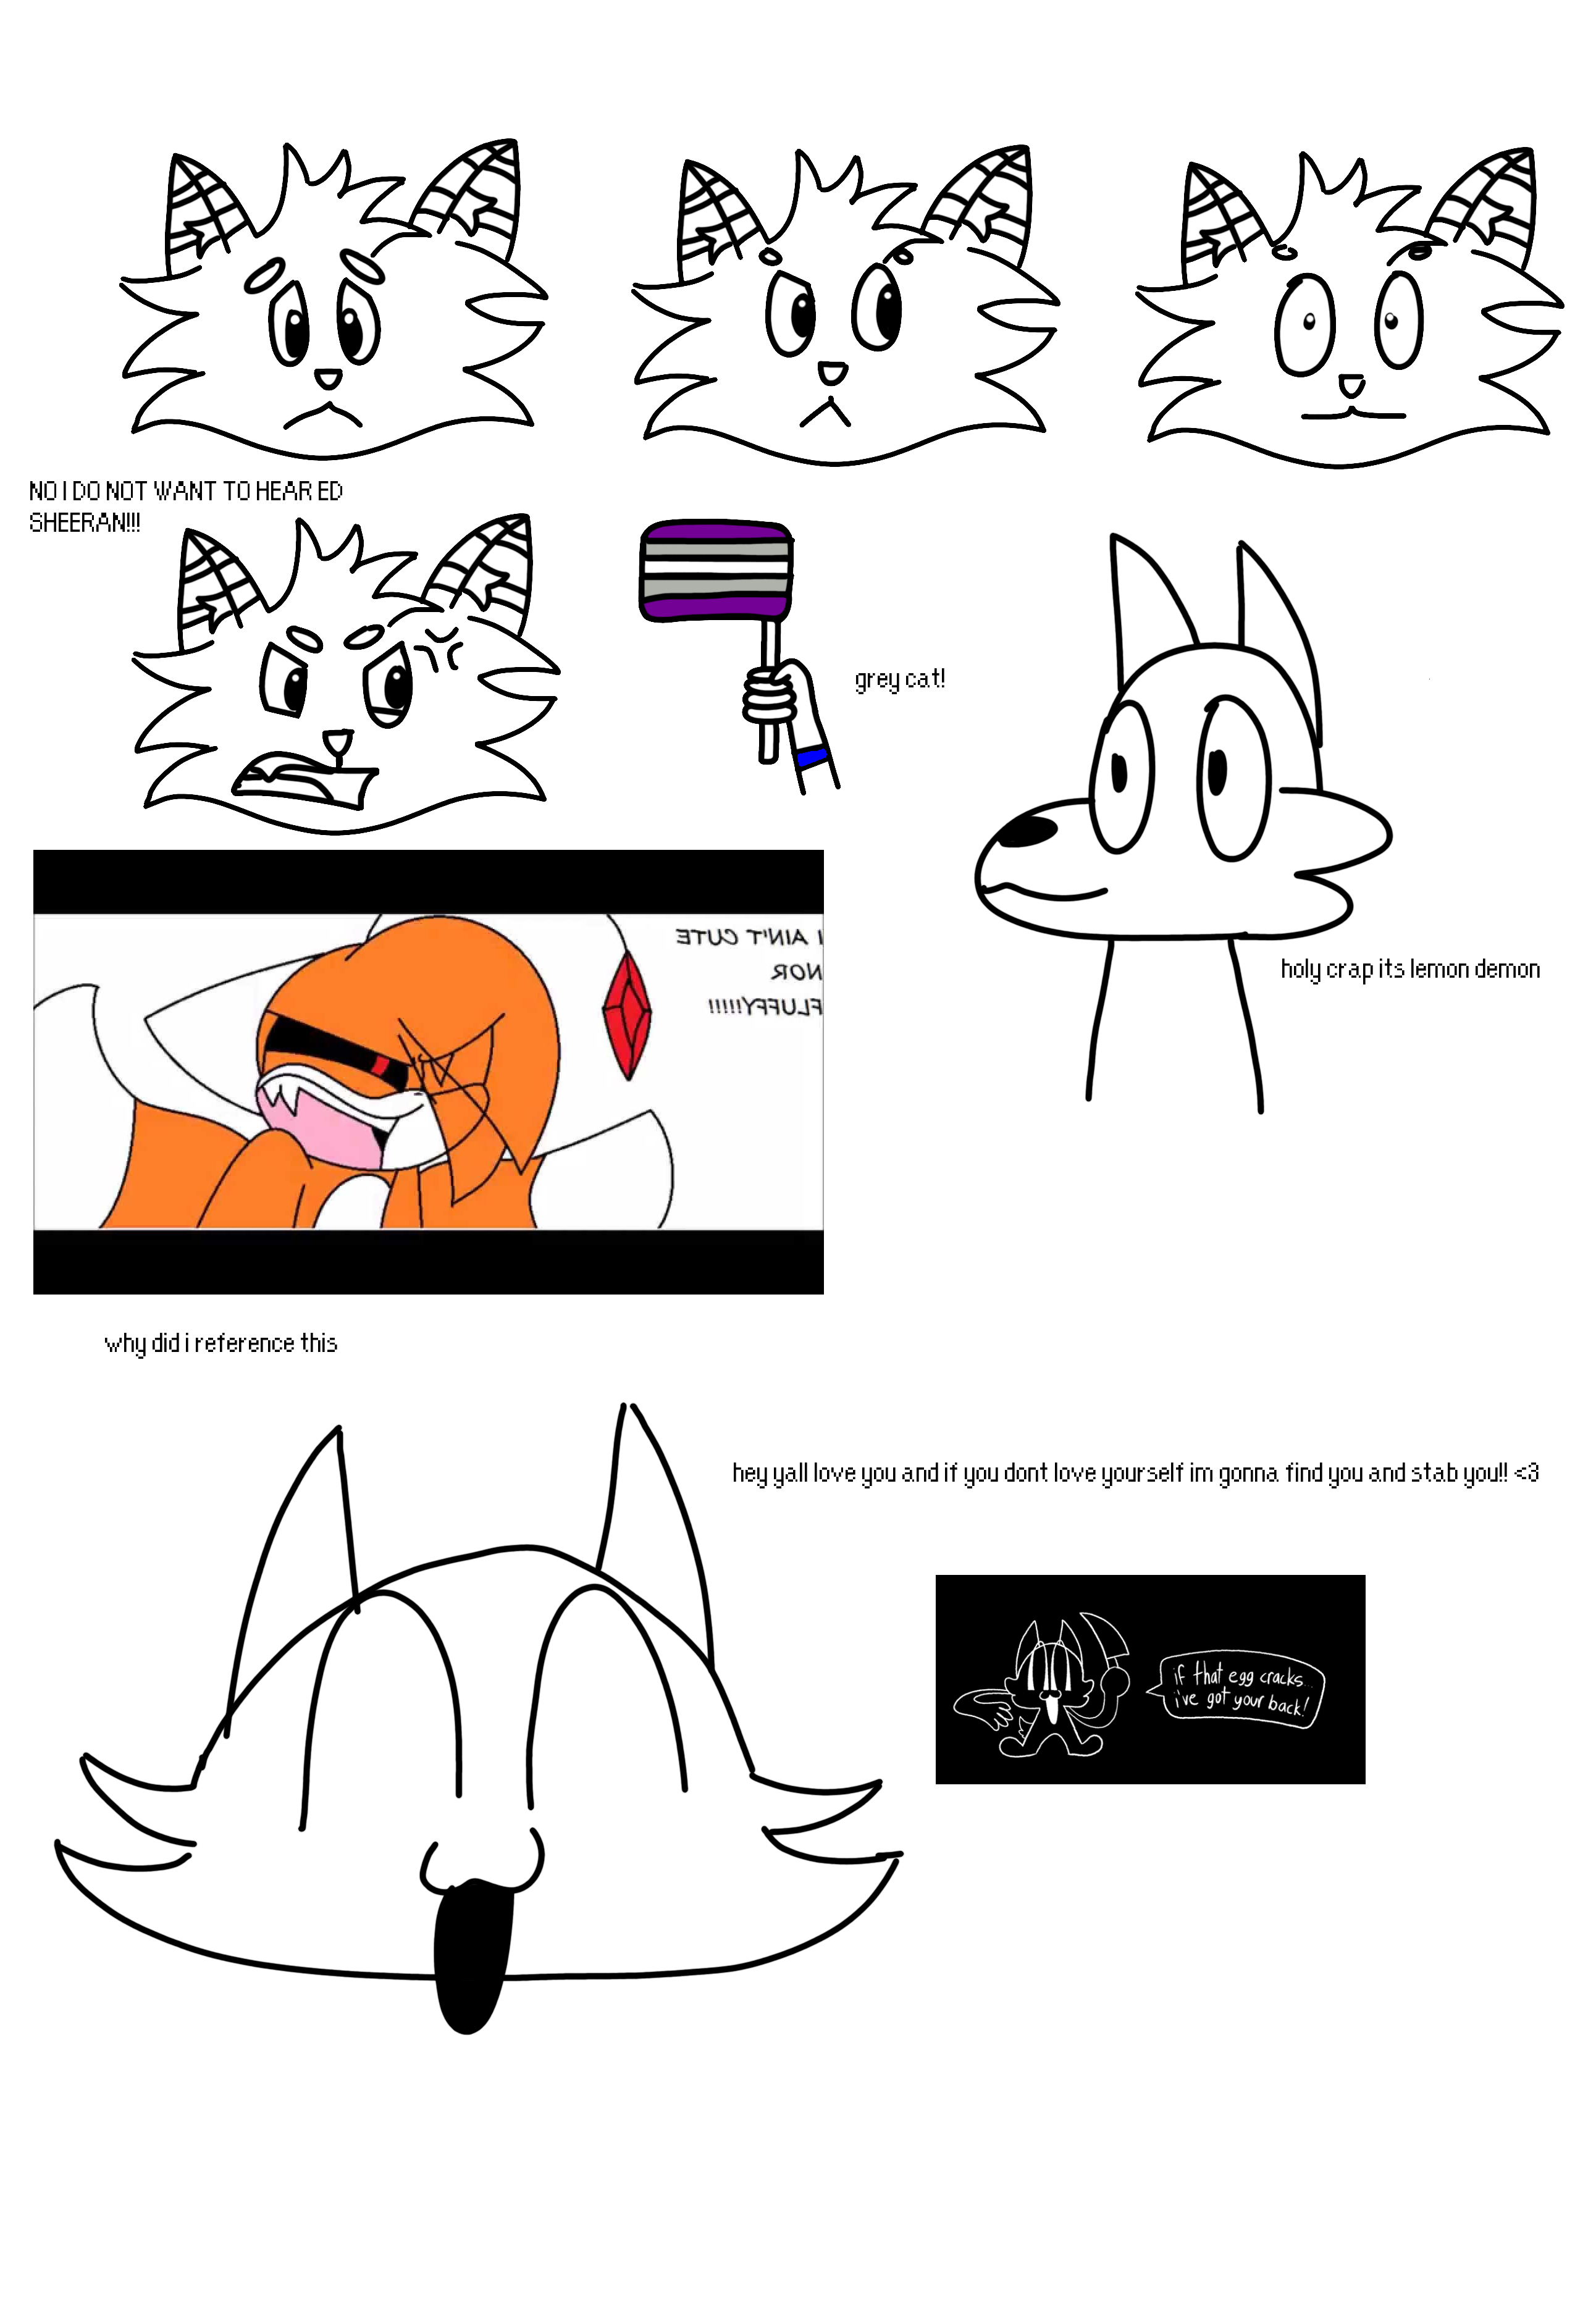 NO I DO NOT WANT TO HEAR ED
SHEERAN!!!
grey cat!
holy crap its lemon demon
I AIN'T CUTE
NOR
FLUFFY!!!!!
why did i reference this
hey yall love you and if you dont love yourself im gonna find you and stab you!! <3
if that egg cracks...
i've got your back!